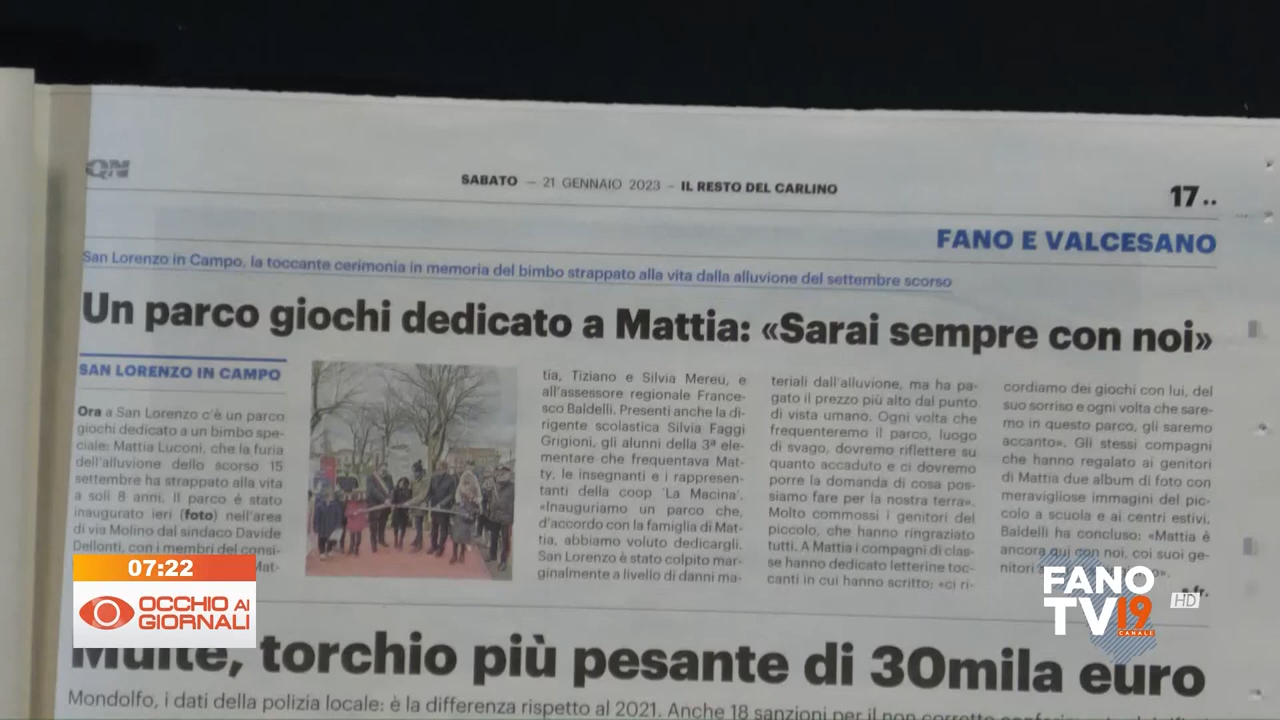 QN
SABATO — 21 GENNAIO 2023 – IL RESTO DEL CARLINO
17..
FANO E VALCESANO
San Lorenzo in Campo, la toccante cerimonia in memoria del bimbo strappato alla vita dalla alluvione del settembre scorso
Un parco giochi dedicato a Mattia: «Sarai sempre con noi»
SAN LORENZO IN CAMPO
Ora a San Lorenzo c'è un parco
giochi dedicato a un bimbo spe-
ciale: Mattia Luconi, che la furia
dell'alluvione dello scorso 15
settembre ha strappato alla vita
a soli 8 anni. Il parco è stato
inaugurato ieri (foto) nell'area
di via Molino dal sindaco Davide
Dellonti, con i membri del consi-
Mat-
tia, Tiziano e Silvia Mereu, e
all'assessore regionale France-
sco Baldelli. Presenti anche la di-
rigente scolastica Silvia Faggi
Grigioni, gli alunni della 3ª ele-
mentare che frequentava Mat-
ty, le insegnanti e i rappresen-
tanti della coop 'La Macina'.
«Inauguriamo un parco che,
d'accordo con la famiglia di Mat-
tia, abbiamo voluto dedicargli.
San Lorenzo è stato colpito mar-
ginalmente a livello di danni ma-
teriali dall'alluvione, ma ha pa-
gato il prezzo più alto dal punto
di vista umano. Ogni volta che
frequenteremo il parco, luogo
di svago, dovremo riflettere su
quanto accaduto e ci dovremo
porre la domanda di cosa pos-
siamo fare per la nostra terra».
Molto commossi i genitori del
piccolo, che hanno ringraziato
tutti. A Mattia i compagni di clas-
se hanno dedicato letterine toc-
canti in cui hanno scritto: «ci ri-
cordiamo dei giochi con lui, del
suo sorriso e ogni volta che sare-
mo in questo parco, gli saremo
accanto». Gli stessi compagni
che hanno regalato ai genitori
di Mattia due album di foto con
meravigliose immagini del pic-
colo a scuola e ai centri estivi.
Baldelli ha concluso: «Mattia è
ancora qui con noi, coi suoi ge-
nitori
s.fr.
07:22
OCCHIO AI
GIORNALI
FANO
TV19
CANALE
HD
Multe, torchio più pesante di 30mila euro
Mondolfo, i dati della polizia locale: è la differenza rispetto al 2021. Anche 18 sanzioni per il non corretto